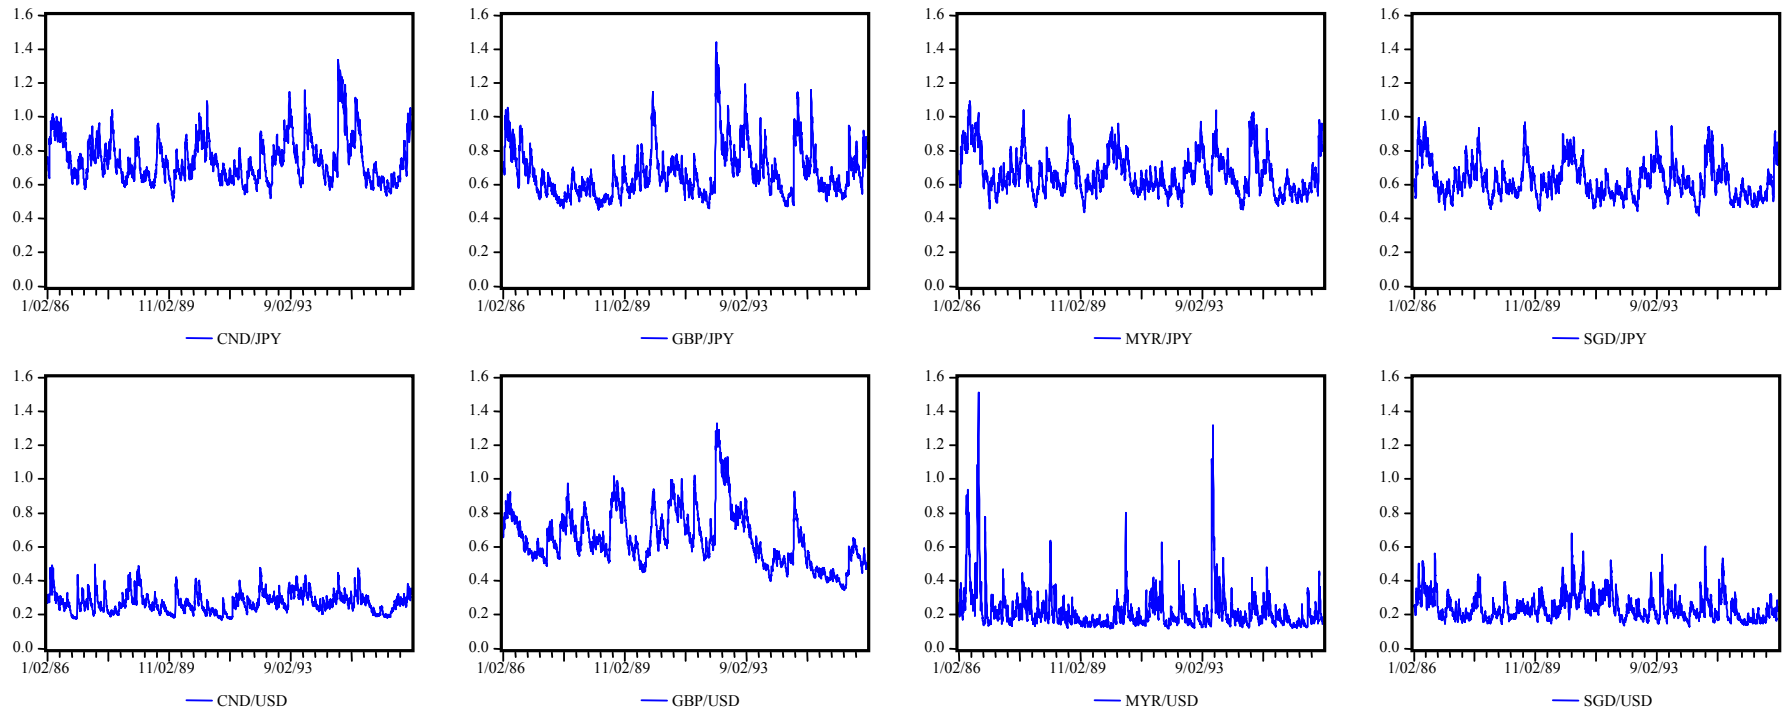 1.6 1.6 1.6 1.6
1.4 1.4 1.4 1.4
1.2 1.2 1.2 1.2
1.0 1.0 1.0 1.0
0.8 0.8 0.8 0.8
0.6 0.6 0.6 0.6
0.4 0.4 0.4 0.4
0.2 0.2 0.2 0.2
0.0 0.0 0.0 0.0
1/02/86 11/02/89 9/02/93 1/02/86 11/02/89 9/02/93 1/02/86 11/02/89 9/02/93 1/02/86 11/02/89 9/02/93
CND/JPY GBP/JPY MYR/JPY SGD/JPY
1.6 1.6 1.6 1.6
1.4 1.4 1.4 1.4
1.2 1.2 1.2 1.2
1.0 1.0 1.0 1.0
0.8 0.8 0.8 0.8
0.6 0.6 0.6 0.6
0.4 0.4 0.4 0.4
0.2 0.2 0.2 0.2
0.0 0.0 0.0 0.0
1/02/86 11/02/89 9/02/93 1/02/86 11/02/89 9/02/93 1/02/86 11/02/89 9/02/93 1/02/86 11/02/89 9/02/93
CND/USD GBP/USD MYR/USD SGD/USD